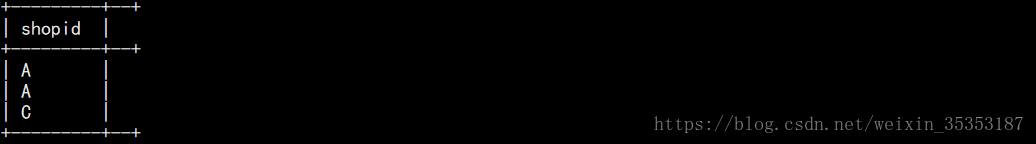 +---------+--+
| shopid  |
+---------+--+
| A       |
| A       |
| C       |
+---------+--+
https://blog.csdn.net/weixin_35353187